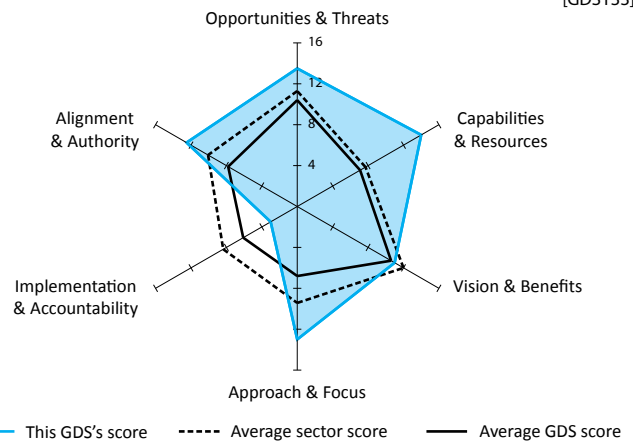 [GDS135]
Opportunities & Threats
16
12
8
4
Alignment
& Authority
Capabilities
& Resources
Implementation
& Accountability
Vision & Benefits
Approach & Focus
This GDS's score
Average sector score
Average GDS score